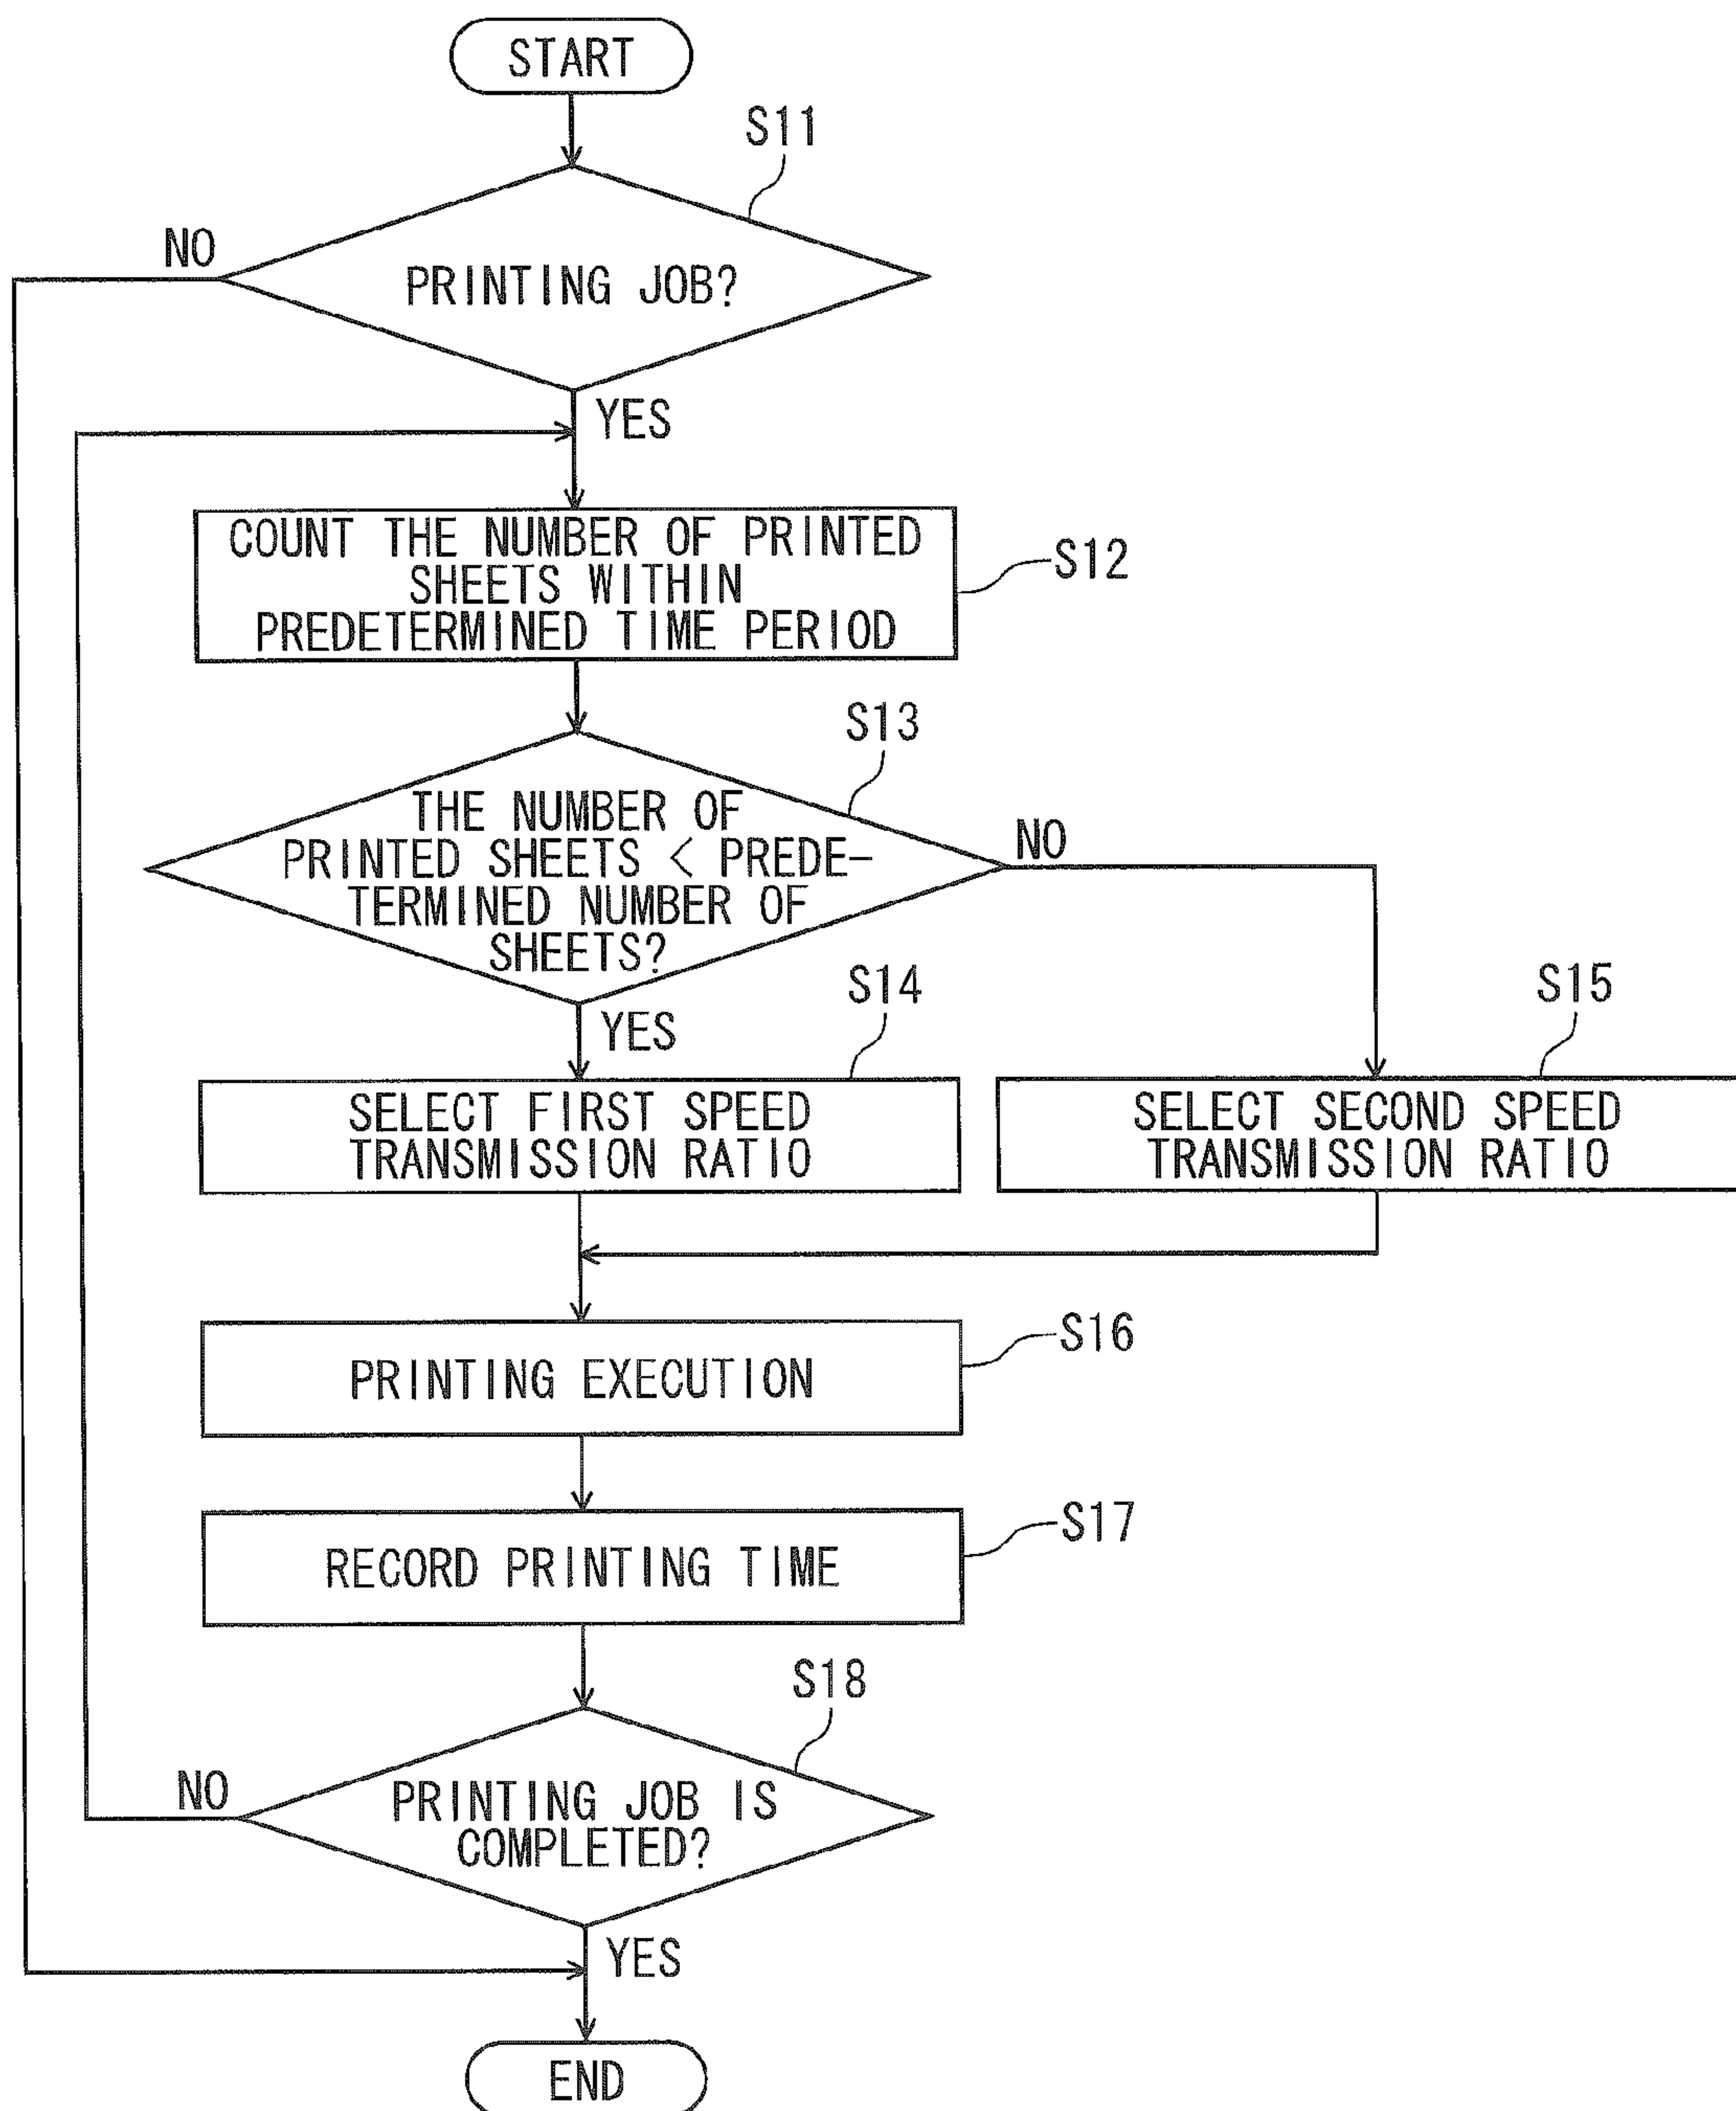 START
S11
NO
PRINTING JOB?
YES
COUNT THE NUMBER OF PRINTED
SHEETS WITHIN
PREDETERMINED TIME PERIOD
S12
S13
THE NUMBER OF
PRINTED SHEETS < PREDE-
TERMINED NUMBER OF
SHEETS?
NO
YES
S14
S15
SELECT FIRST SPEED
TRANSMISSION RATIO
SELECT SECOND SPEED
TRANSMISSION RATIO
PRINTING EXECUTION
S16
RECORD PRINTING TIME
S17
S18
NO
PRINTING JOB IS
COMPLETED?
YES
END